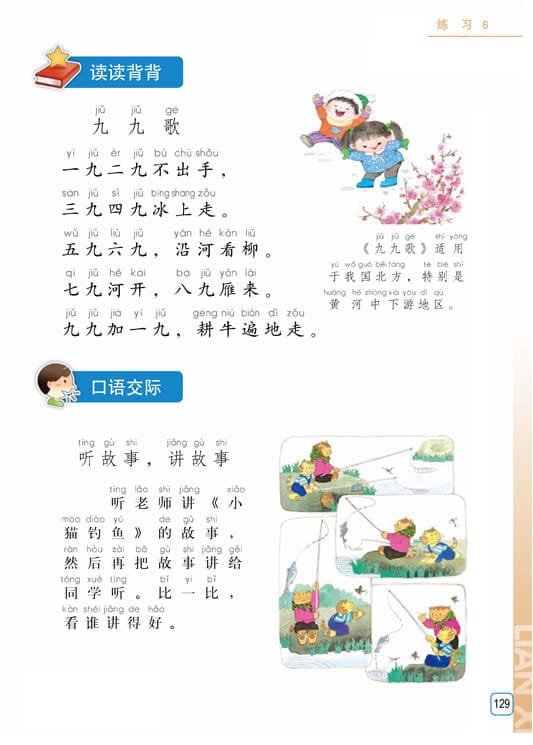 练 习 6
读读背背
jiǔ jiǔ gē
九 九 歌
yī jiǔ èr jiǔ bù chū shǒu
一九二九不出手，
sān jiǔ sì jiǔ bīng shang zǒu
三九四九冰上走。
wǔ jiǔ liù jiǔ yán hé kàn liǔ
五九六九，沿河看柳。
qī jiǔ hé kāi bā jiǔ yàn lái
七九河开，八九雁来。
jiǔ jiǔ jiā yī jiǔ gēng niú biàn dì zǒu
九九加一九，耕牛遍地走。
jiǔ jiǔ gē shì yòng
《九九歌》适用
yú wǒ guó běi fāng tè bié shì
于我国北方，特别是
huáng hé zhōng xià yóu dì qū
黄河中下游地区。
口语交际
tīng gù shi jiǎng gù shi
听故事，讲故事
tīng lǎo shī jiǎng xiǎo
听老师讲《小
māo diào yú de gù shi
猫钓鱼》的故事，
rán hòu zài bǎ gù shi jiǎng gěi
然后再把故事讲给
tóng xué tīng bǐ yi bǐ
同学听。比一比，
kàn shéi jiǎng de hǎo
看谁讲得好。
LIAN XI
129